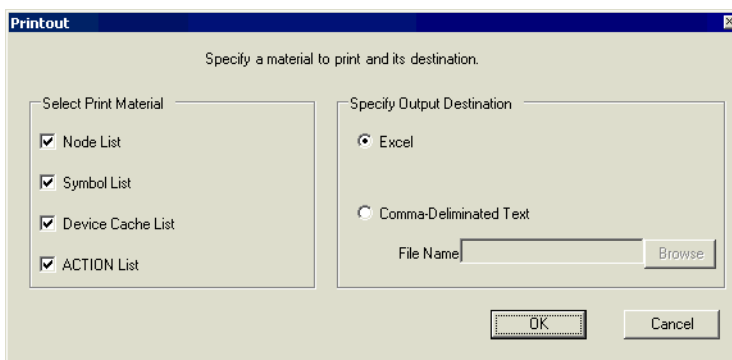 Printout
Specify a material to print and its destination.
Select Print Material
Node List
Symbol List
Device Cache List
ACTION List
Specify Output Destination
Excel
Comma-Deliminated Text
File Name
Browse
OK
Cancel